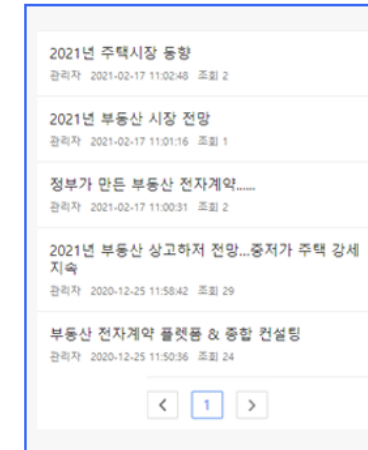 2021년 주택시장 동향
관리자 2021-02-17 11:02:48 조회 2
2021년 부동산 시장 전망
관리자 2021-02-17 11:01:16 조회 1
정부가 만든 부동산 전자계약......
관리자 2021-02-17 11:00:31 조회 2
2021년 부동산 상고하저 전망...중저가 주택 강세
지속
관리자 2020-12-25 11:58:42 조회 29
부동산 전자계약 플렛폼 & 종합 컨설팅
관리자 2020-12-25 11:50:36 조회 24
< 1 >